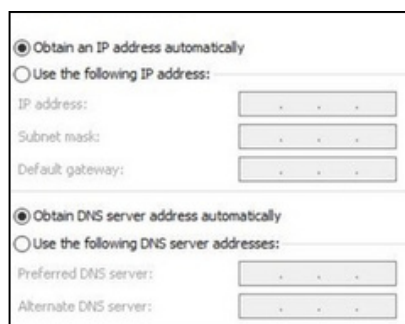 Obtain an IP address automatically
Use the following IP address:
IP address:
Subnet mask:
Default gateway:
Obtain DNS server address automatically
Use the following DNS server addresses:
Preferred DNS server:
Alternate DNS server: